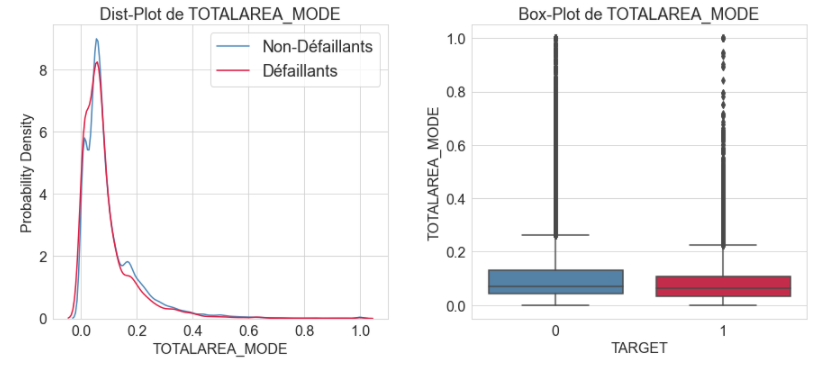 Dist-Plot de TOTALAREA_MODE
Non-Défaillants
Défaillants
8
6
4
2
0
Probability Density
0.0 0.2 0.4 0.6 0.8 1.0
TOTALAREA_MODE
Box-Plot de TOTALAREA_MODE
1.0
0.8
0.6
0.4
0.2
0.0
TOTALAREA_MODE
0 1
TARGET